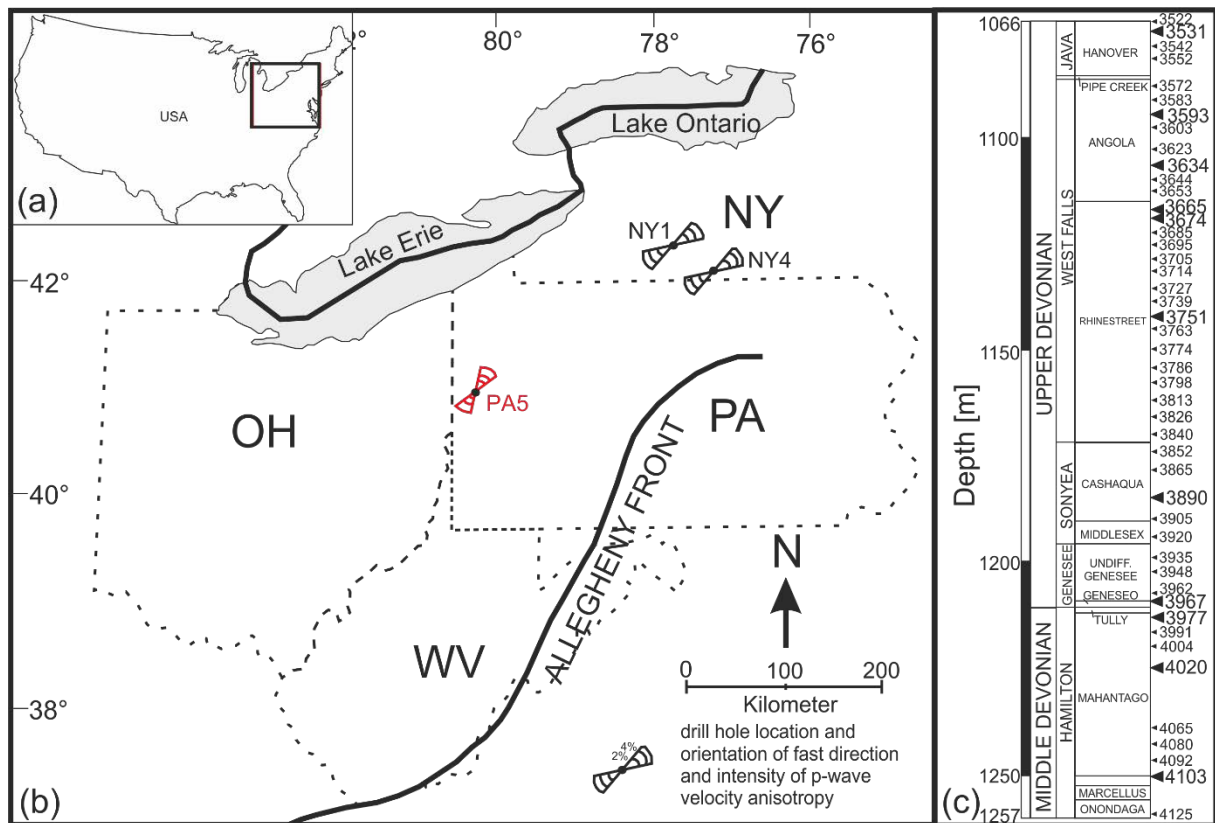 (a)
USA
80
78°
76°
42°
40°
38°
Lake Ontario
Lake Erie
NY
NY1
NY4
PA5
OH
PA
WV
ALLEGHENY FRONT
N
0 100 200
Kilometer
4%
2%
drill hole location and
orientation of fast direction
and intensity of p-wave
velocity anisotropy
(b)
(c)
Depth [m]
1066
1100
1150
1200
1250
1257
UPPER DEVONIAN
MIDDLE DEVONIAN
JAVA
WEST FALLS
SONYEA
GENESEE
HAMILTON
HANOVER
PIPE CREEK
ANGOLA
RHINESTREET
CASHAQUA
MIDDLESEX
UNDIFF.
GENESEE
GENESEO
TULLY
MAHANTAGO
MARCELLUS
ONONDAGA
3522
3531
3542
3552
3572
3583
3593
3603
3623
3634
3644
3653
3665
3674
3685
3695
3705
3714
3727
3739
3751
3763
3774
3786
3798
3813
3826
3840
3852
3865
3890
3905
3920
3935
3948
3962
3967
3977
3991
4004
4020
4065
4080
4092
4103
4125